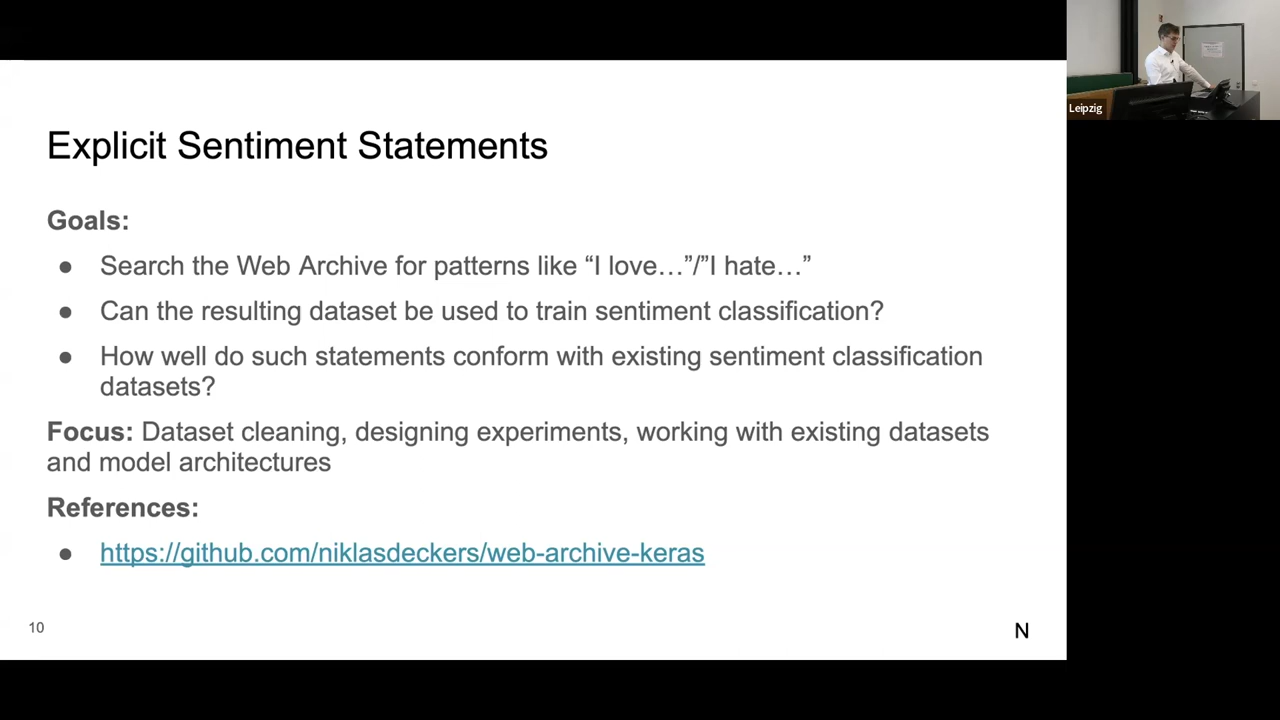 Explicit Sentiment Statements
Goals:
● Search the Web Archive for patterns like “I love…”/”I hate…”
● Can the resulting dataset be used to train sentiment classification?
● How well do such statements conform with existing sentiment classification
datasets?
Focus: Dataset cleaning, designing experiments, working with existing datasets
and model architectures
References:
● https://github.com/niklasdeckers/web-archive-keras
10
N
Leipzig